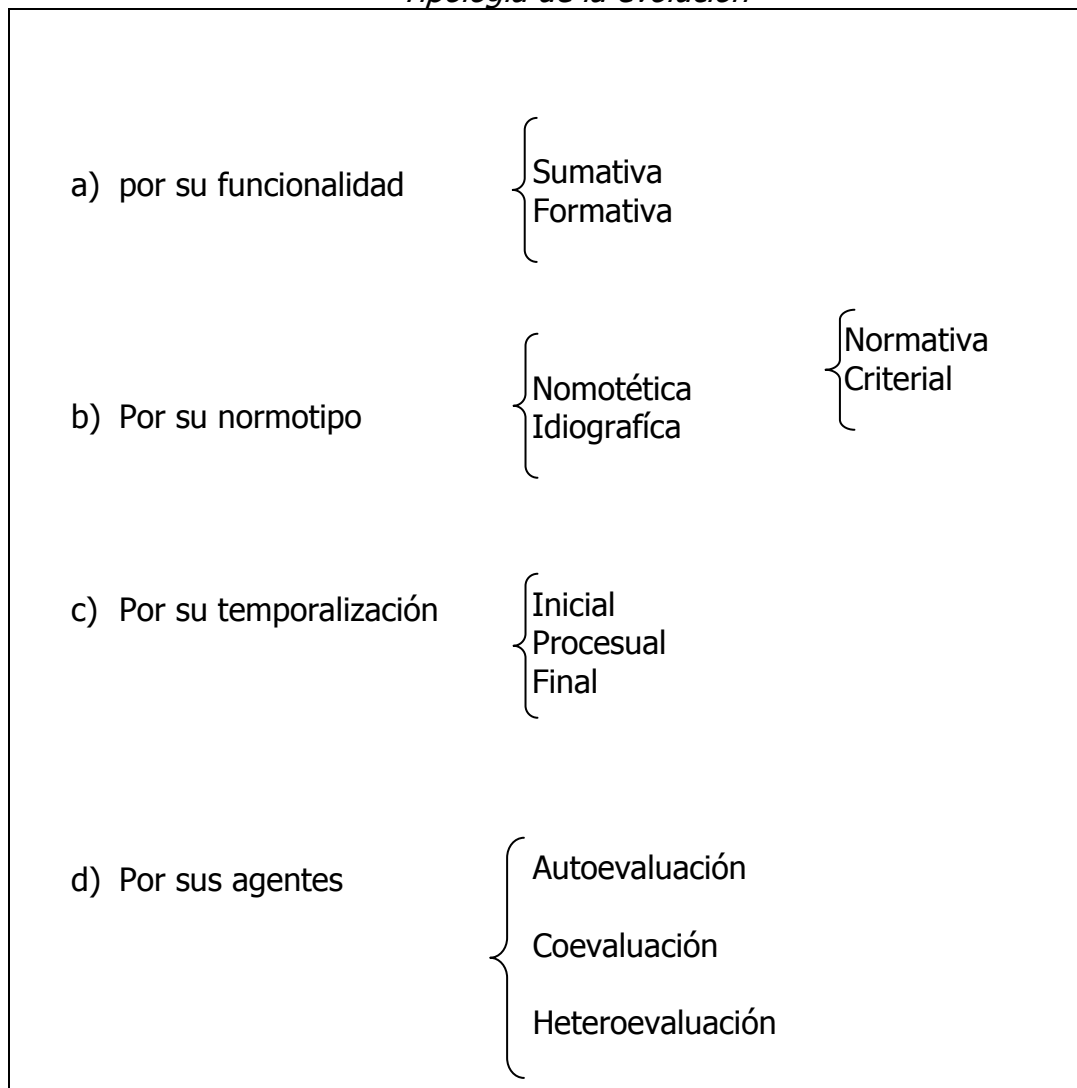 Tipología de la evolución
a) por su funcionalidad
Sumativa
Formativa
b) Por su normotipo
Nomotética
Idiografíca
Normativa
Criterial
c) Por su temporalización
Inicial
Procesual
Final
d) Por sus agentes
Autoevaluación
Coevaluación
Heteroevaluación